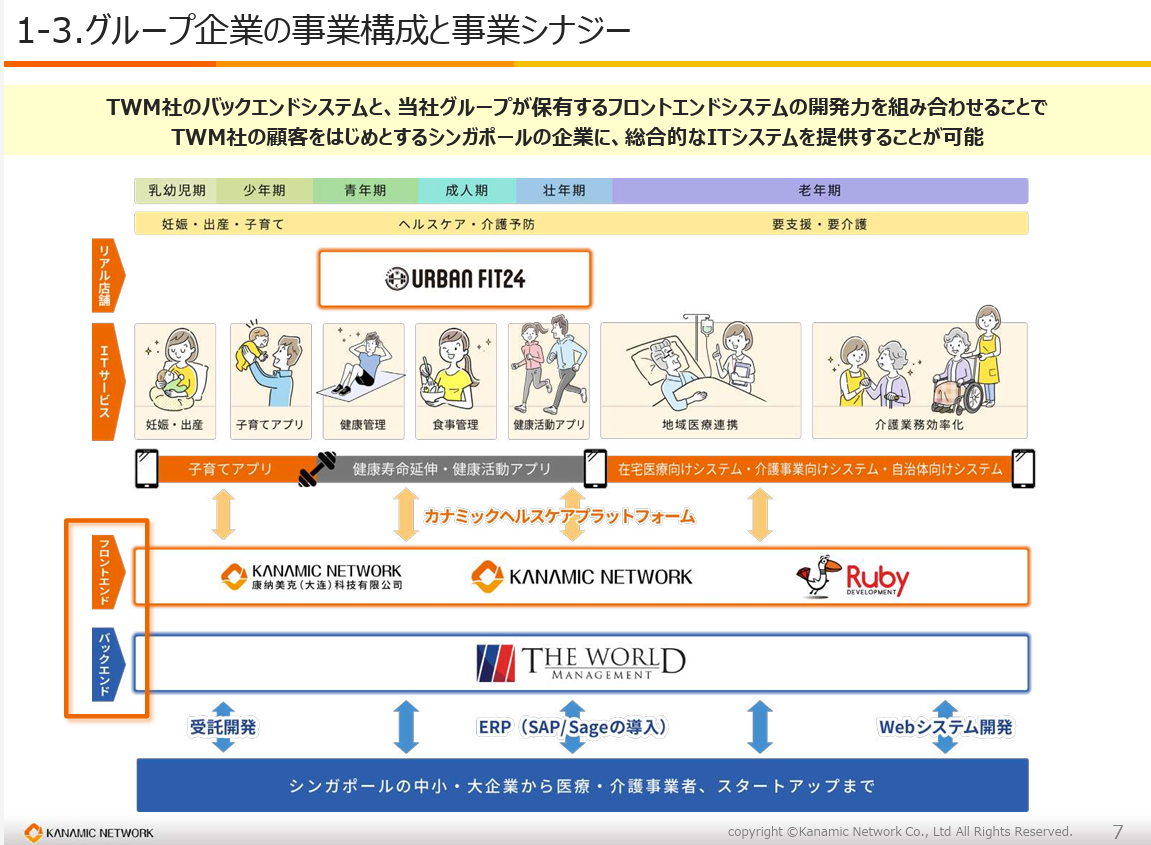 1-3.グループ企業の事業構成と事業シナジー
TWM社のバックエンドシステムと、当社グループが保有するフロントエンドシステムの開発力を組み合わせることで
TWM社の顧客をはじめとするシンガポールの企業に、総合的なITシステムを提供することが可能
乳幼児期 少年期 青年期 成人期 壮年期 老年期
妊娠・出産・子育て ヘルスケア・介護予防 要支援・要介護
リアル店舗
URBAN FIT24
ITサービス
妊娠・出産 子育てアプリ 健康管理 食事管理 健康活動アプリ 地域医療連携 介護業務効率化
子育てアプリ 健康寿命延伸・健康活動アプリ 在宅医療向けシステム・介護事業向けシステム・自治体向けシステム
カナミックヘルスケアプラットフォーム
フロントエンド
KANAMIC NETWORK
康纳美克(大连)科技有限公司
KANAMIC NETWORK
Ruby
DEVELOPMENT
バックエンド
THE WORLD
MANAGEMENT
受託開発 ERP（SAP/Sageの導入） Webシステム開発
シンガポールの中小・大企業から医療・介護事業者、スタートアップまで
KANAMIC NETWORK
copyright ©Kanamic Network Co., Ltd All Rights Reserved.
7